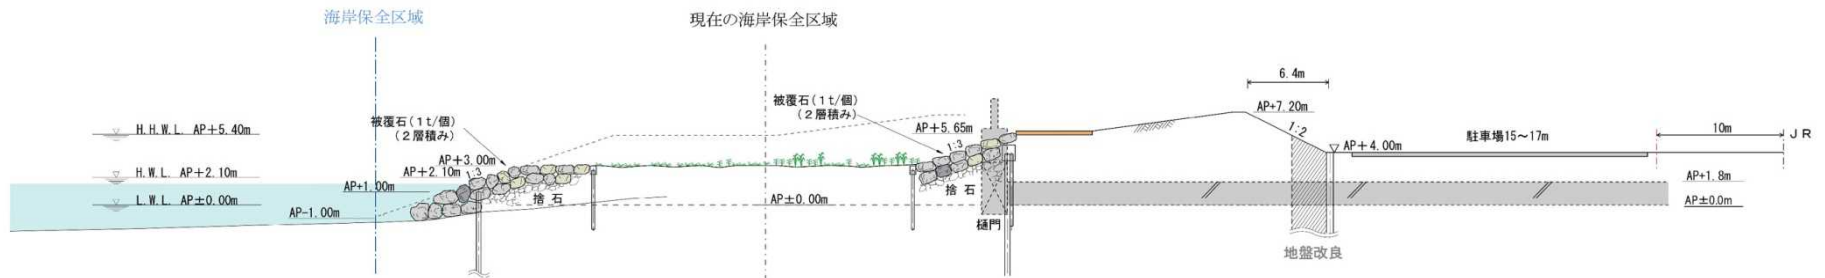 海岸保全区域
現在の海岸保全区域
6.4m
被覆石(1t/個)
(2層積み)
AP+7.20m
被覆石(1t/個)
(2層積み)
H.H.W.L. AP+5.40m
AP+5.65m
1:2
駐車場15~17m
10m
JR
AP+4.00m
1:3
AP+3.00m
AP+2.10m
1:3
H.W.L. AP+2.10m
AP+1.00m
捨石
捨石
AP+1.8m
L.W.L. AP±0.00m
AP-1.00m
AP±0.00m
AP±0.0m
樋門
地盤改良